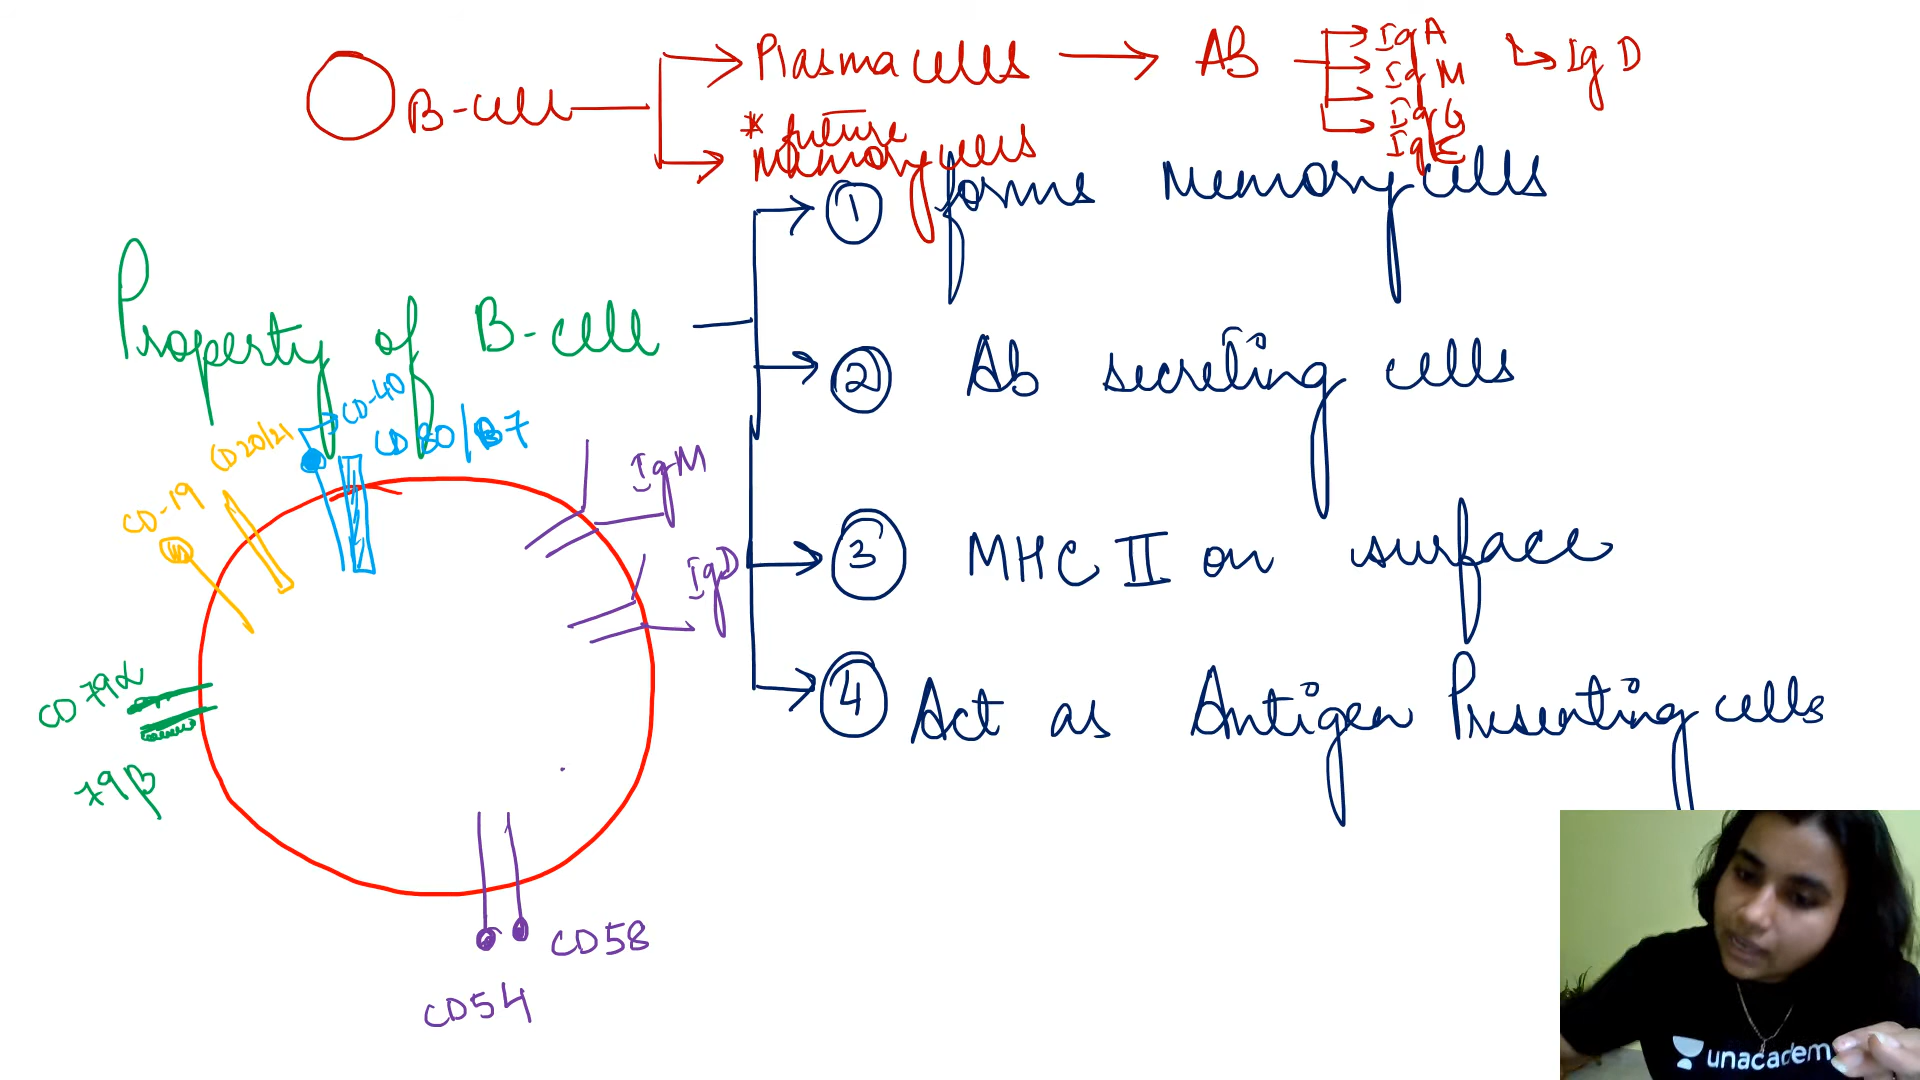 B-cell
Plasma cells
AB
IgA
IgM
IgG
IgE
IgD
* future
Memory cells
Property of B-cell
① forms Memory cells
② Ab secreting cells
③ MHC II on surface
④ Act as Antigen Presenting cells
CD-40
CD20/21
CD80/B7
CD-19
IgM
IgD
CD79α
79β
CD58
CD54
unacadem